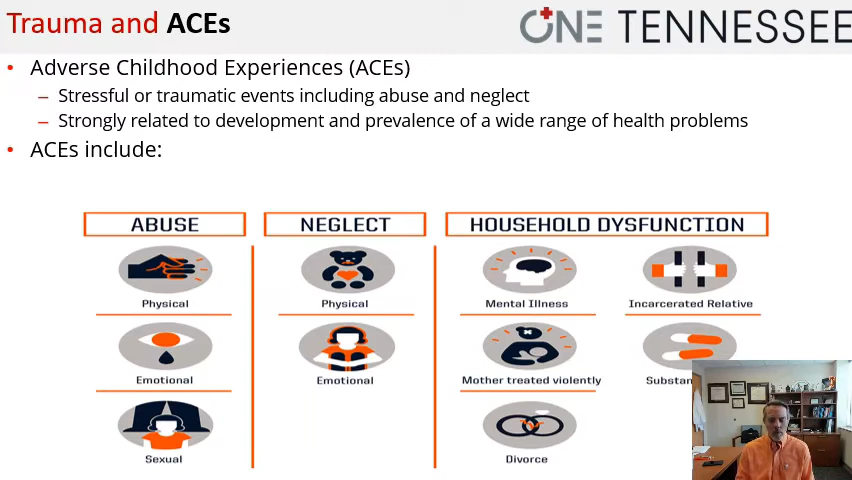 Trauma and ACEs
ONE TENNESSEE
• Adverse Childhood Experiences (ACEs)
– Stressful or traumatic events including abuse and neglect
– Strongly related to development and prevalence of a wide range of health problems
• ACEs include:
ABUSE
Physical
Emotional
Sexual
NEGLECT
Physical
Emotional
HOUSEHOLD DYSFUNCTION
Mental Illness
Incarcerated Relative
Mother treated violently
Divorce